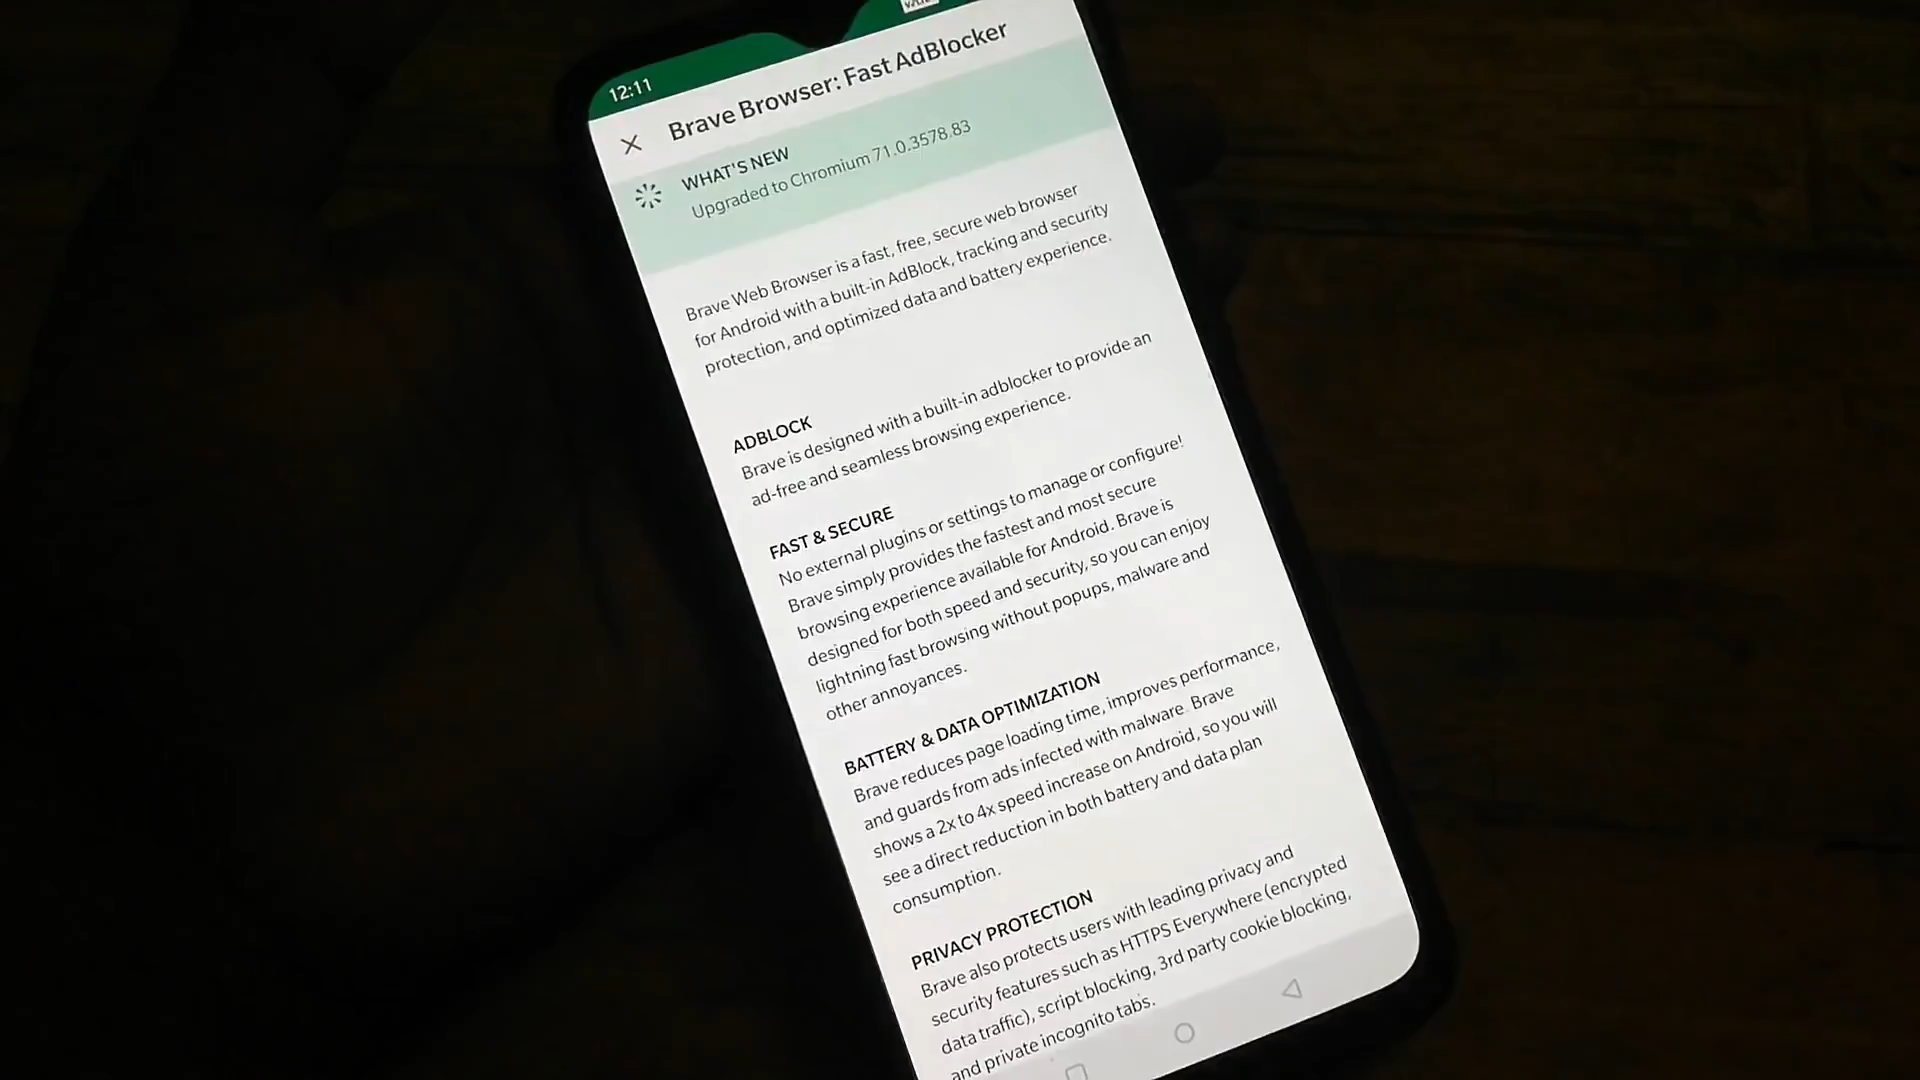 12:11
Brave Browser: Fast AdBlocker
WHAT'S NEW
Upgraded to Chromium 71.0.3578.83
Brave Web Browser is a fast, free, secure web browser
for Android with a built-in AdBlock, tracking and security
protection, and optimized data and battery experience.
ADBLOCK
Brave is designed with a built-in adblocker to provide an
ad-free and seamless browsing experience.
FAST & SECURE
No external plugins or settings to manage or configure!
Brave simply provides the fastest and most secure
browsing experience available for Android. Brave is
designed for both speed and security, so you can enjoy
lightning fast browsing without popups, malware and
other annoyances.
BATTERY & DATA OPTIMIZATION
Brave reduces page loading time, improves performance,
and guards from ads infected with malware. Brave
shows a 2x to 4x speed increase on Android, so you will
see a direct reduction in both battery and data plan
consumption.
PRIVACY PROTECTION
Brave also protects users with leading privacy and
security features such as HTTPS Everywhere (encrypted
data traffic), script blocking, 3rd party cookie blocking,
and private incognito tabs.